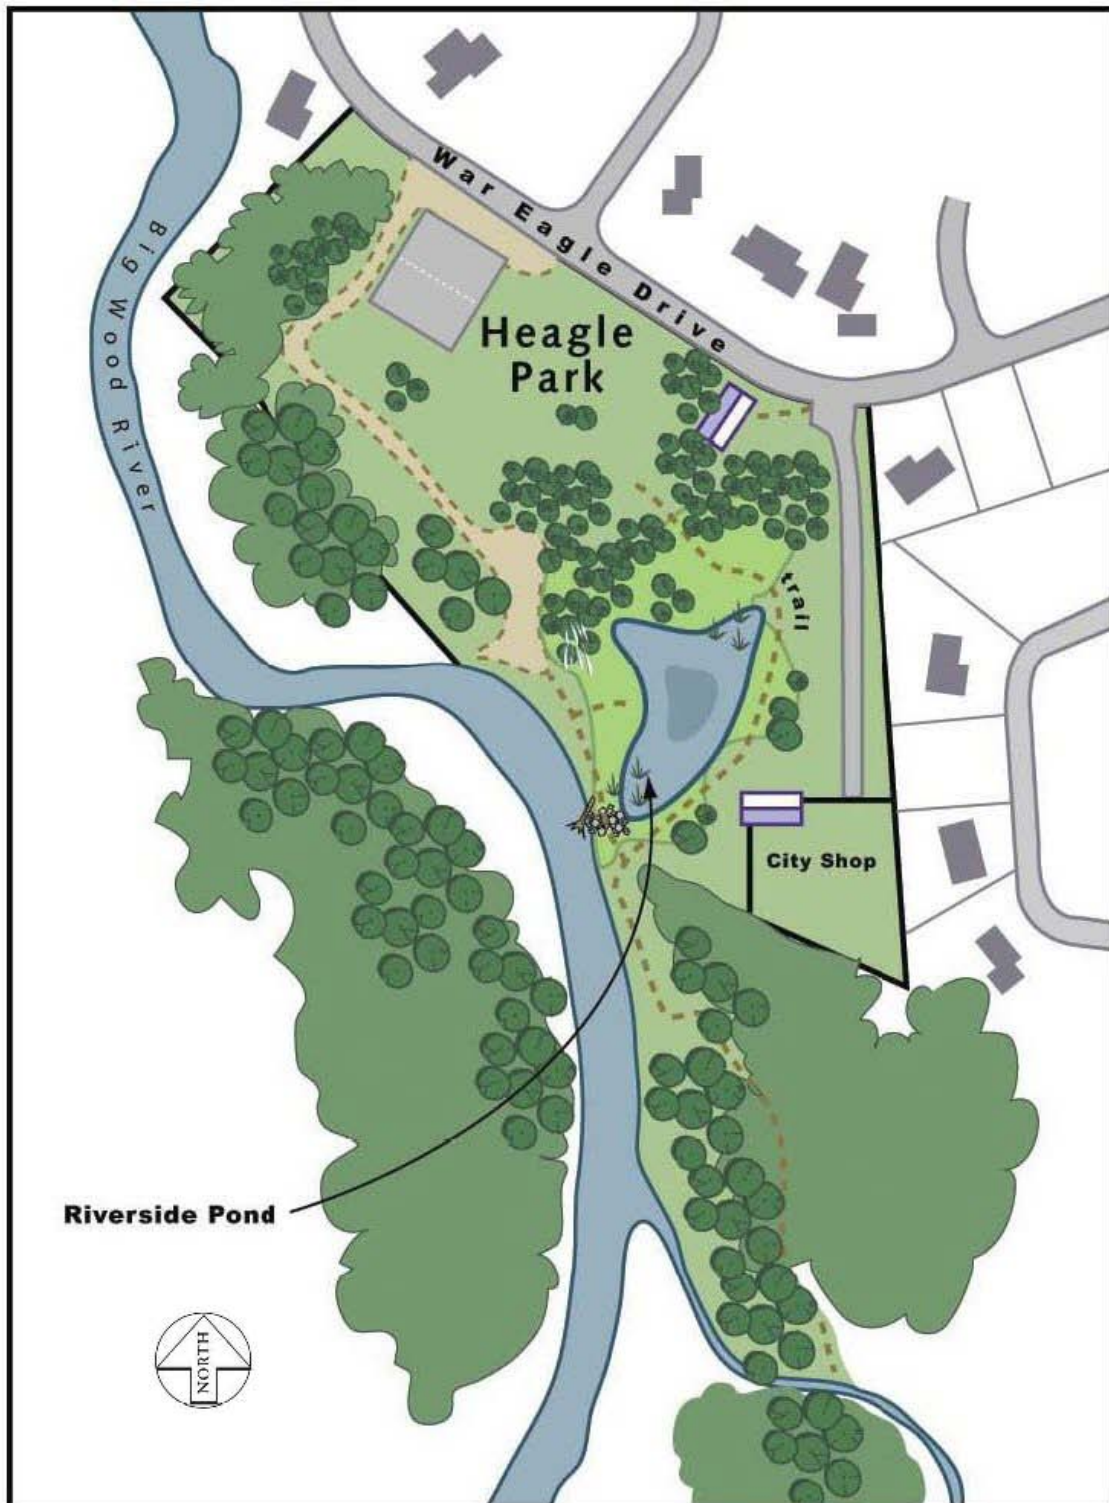 War Eagle Drive
Big Wood River
Heagle
Park
trail
City Shop
Riverside Pond
NORTH